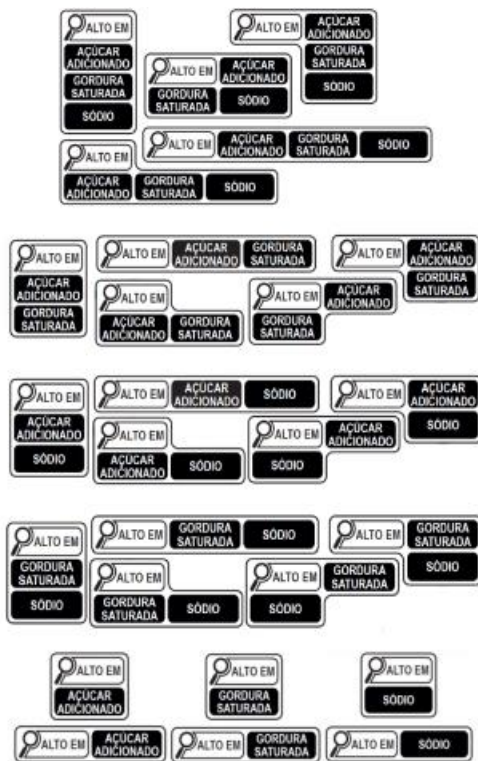 ALTO EM
AÇÚCAR
ADICIONADO
GORDURA
SATURADA
SÓDIO
ALTO EM AÇÚCAR
ADICIONADO
GORDURA
SATURADA SÓDIO
ALTO EM AÇÚCAR
ADICIONADO
GORDURA
SATURADA
SÓDIO
ALTO EM AÇÚCAR
ADICIONADO GORDURA
SATURADA SÓDIO
ALTO EM
AÇÚCAR
ADICIONADO GORDURA
SATURADA SÓDIO
ALTO EM
AÇÚCAR
ADICIONADO
GORDURA
SATURADA
ALTO EM AÇÚCAR
ADICIONADO GORDURA
SATURADA
ALTO EM AÇÚCAR
ADICIONADO
GORDURA
SATURADA
ALTO EM
AÇÚCAR
ADICIONADO GORDURA
SATURADA
ALTO EM AÇÚCAR
ADICIONADO
GORDURA
SATURADA
ALTO EM
AÇÚCAR
ADICIONADO
SÓDIO
ALTO EM AÇÚCAR
ADICIONADO SÓDIO
ALTO EM AÇÚCAR
ADICIONADO
SÓDIO
ALTO EM
AÇÚCAR
ADICIONADO SÓDIO
ALTO EM AÇÚCAR
ADICIONADO
SÓDIO
ALTO EM
GORDURA
SATURADA
SÓDIO
ALTO EM GORDURA
SATURADA SÓDIO
ALTO EM GORDURA
SATURADA
SÓDIO
ALTO EM
GORDURA
SATURADA SÓDIO
ALTO EM GORDURA
SATURADA
SÓDIO
ALTO EM
AÇÚCAR
ADICIONADO
ALTO EM
GORDURA
SATURADA
ALTO EM
SÓDIO
ALTO EM AÇÚCAR
ADICIONADO
ALTO EM GORDURA
SATURADA
ALTO EM SÓDIO